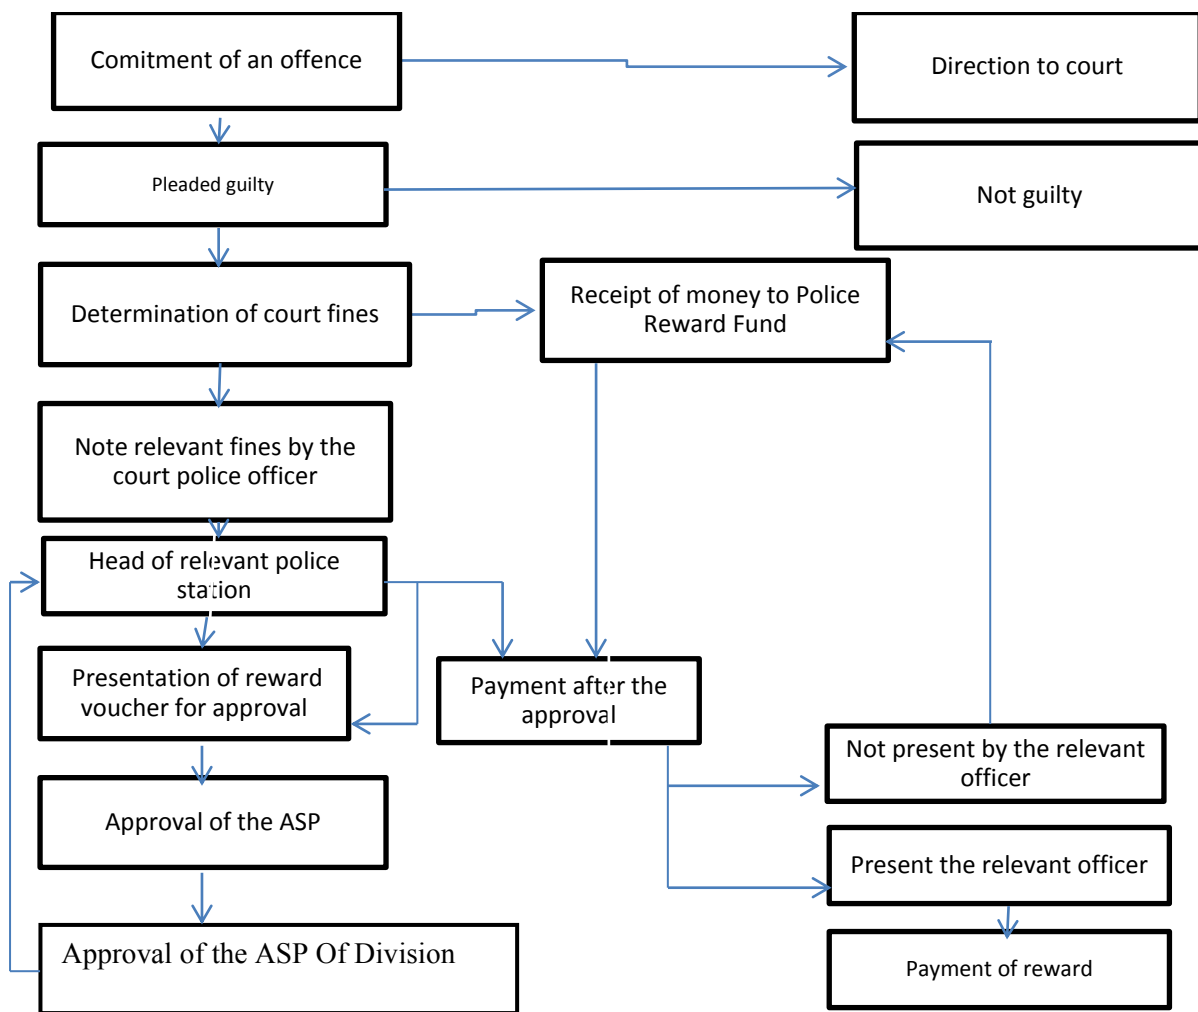 Comitment of an offence
Direction to court
Pleaded guilty
Not guilty
Determination of court fines
Receipt of money to Police
Reward Fund
Note relevant fines by the
court police officer
Head of relevant police
station
Presentation of reward
voucher for approval
Payment after the
approval
Not present by the relevant
officer
Approval of the ASP
Present the relevant officer
Approval of the ASP Of Division
Payment of reward